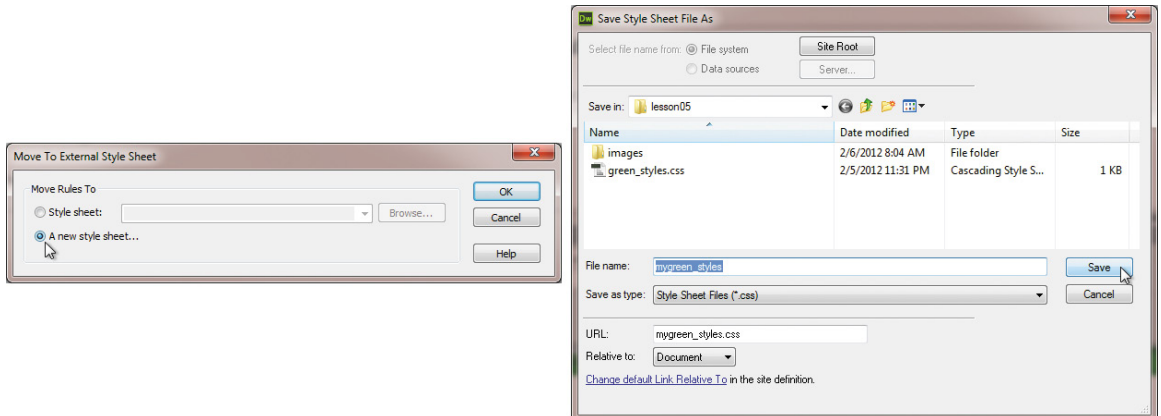 Move To External Style Sheet
Move Rules To
Style sheet:
Browse...
A new style sheet...
OK
Cancel
Help
Dw Save Style Sheet File As
Select file name from: File system
Site Root
Data sources
Server...
Save in: lesson05
Name Date modified Type Size
images 2/6/2012 8:04 AM File folder
green_styles.css 2/5/2012 11:31 PM Cascading Style S... 1 KB
File name: mygreen_styles
Save
Save as type: Style Sheet Files (*.css)
Cancel
URL: mygreen_styles.css
Relative to: Document
Change default Link Relative To in the site definition.